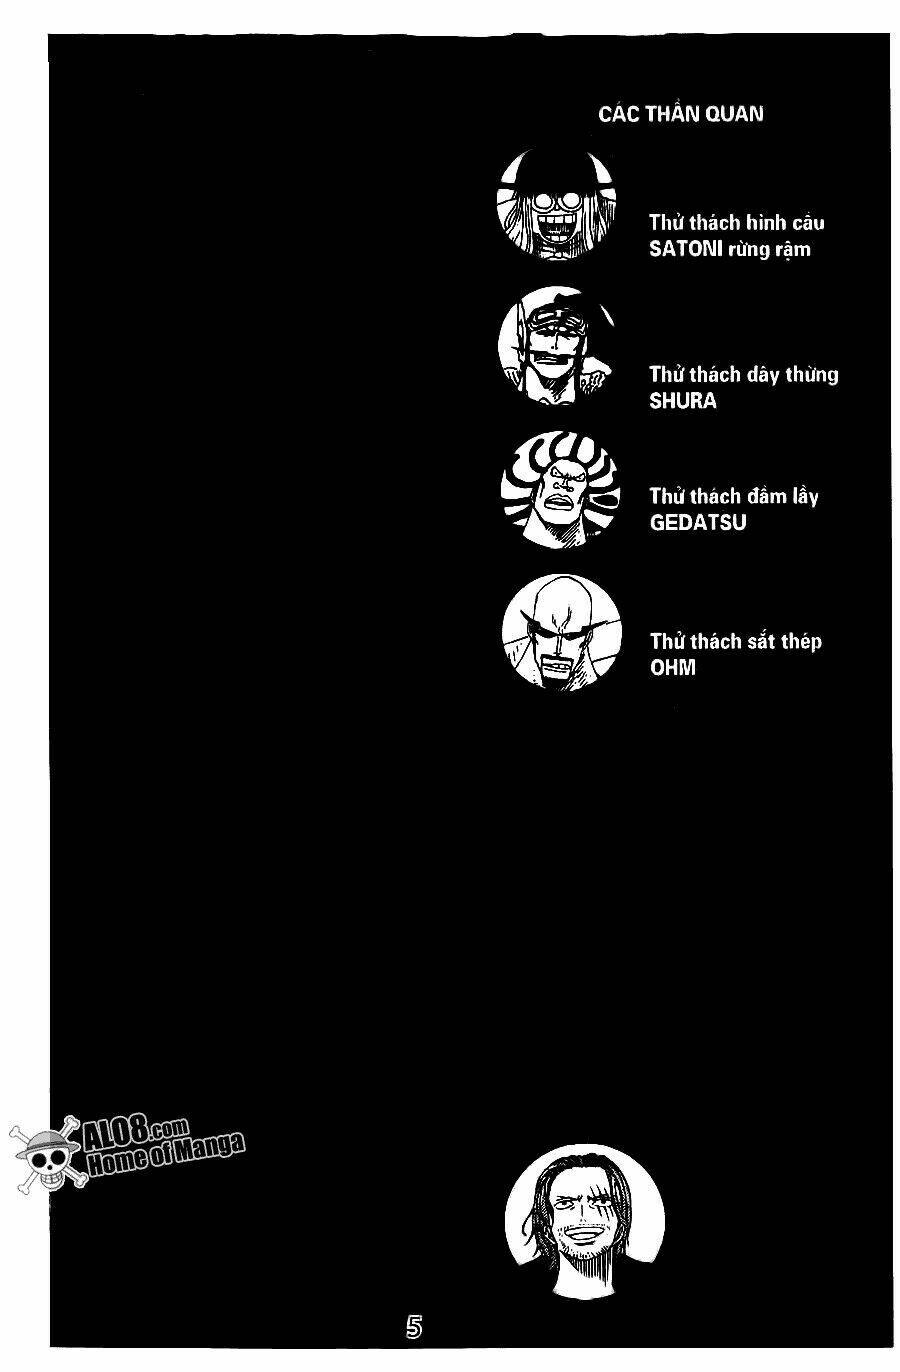 CÁC THẦN QUAN
Thử thách hình cầu
SATONI rừng rậm
Thử thách dây thừng
SHURA
Thử thách đầm lầy
GEDATSU
Thử thách sắt thép
OHM
ALO8.com
Home of Manga
5